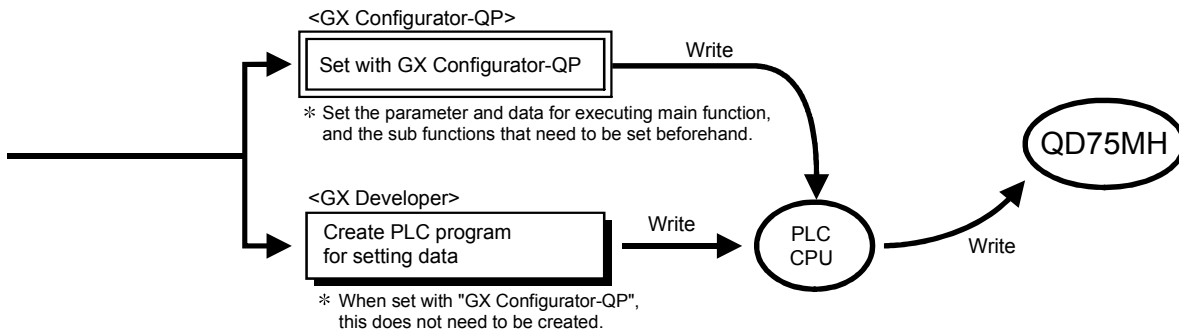 <GX Configurator-QP>
Set with GX Configurator-QP
Write
* Set the parameter and data for executing main function,
and the sub functions that need to be set beforehand.
QD75MH
<GX Developer>
Create PLC program
for setting data
Write
PLC
CPU
Write
* When set with "GX Configurator-QP",
this does not need to be created.